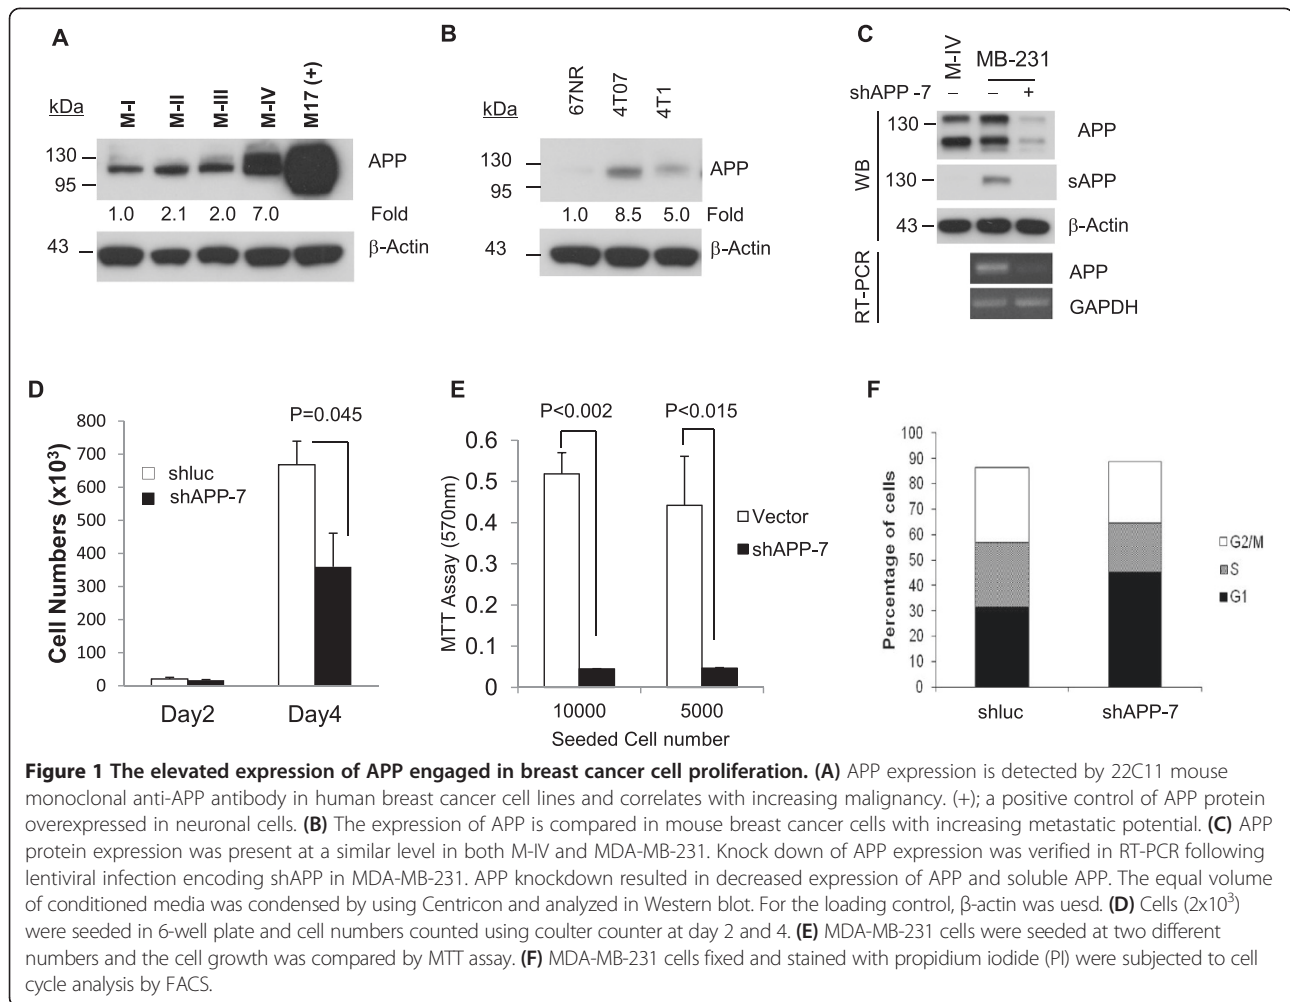 A
kDa
M-I
M-II
M-III
M-IV
M17 (+)
130
95
APP
1.0 2.1 2.0 7.0 Fold
43
β-Actin
B
kDa
67NR
4T07
4T1
130
95
APP
1.0 8.5 5.0 Fold
43
β-Actin
C
M-IV
MB-231
shAPP -7 – – +
WB
130
APP
130
sAPP
43
β-Actin
RT-PCR
APP
GAPDH
D
P=0.045
Cell Numbers (x10³)
800
700
600
500
400
300
200
100
0
shluc
shAPP-7
Day2 Day4
E
P<0.002 P<0.015
MTT Assay (570nm)
0.6
0.5
0.4
0.3
0.2
0.1
0
Vector
shAPP-7
10000 5000
Seeded Cell number
F
Percentage of cells
100
90
80
70
60
50
40
30
20
10
0
G2/M
S
G1
shluc shAPP-7
Figure 1 The elevated expression of APP engaged in breast cancer cell proliferation. (A) APP expression is detected by 22C11 mouse
monoclonal anti-APP antibody in human breast cancer cell lines and correlates with increasing malignancy. (+); a positive control of APP protein
overexpressed in neuronal cells. (B) The expression of APP is compared in mouse breast cancer cells with increasing metastatic potential. (C) APP
protein expression was present at a similar level in both M-IV and MDA-MB-231. Knock down of APP expression was verified in RT-PCR following
lentiviral infection encoding shAPP in MDA-MB-231. APP knockdown resulted in decreased expression of APP and soluble APP. The equal volume
of conditioned media was condensed by using Centricon and analyzed in Western blot. For the loading control, β-actin was uesd. (D) Cells (2x10³)
were seeded in 6-well plate and cell numbers counted using coulter counter at day 2 and 4. (E) MDA-MB-231 cells were seeded at two different
numbers and the cell growth was compared by MTT assay. (F) MDA-MB-231 cells fixed and stained with propidium iodide (PI) were subjected to cell
cycle analysis by FACS.